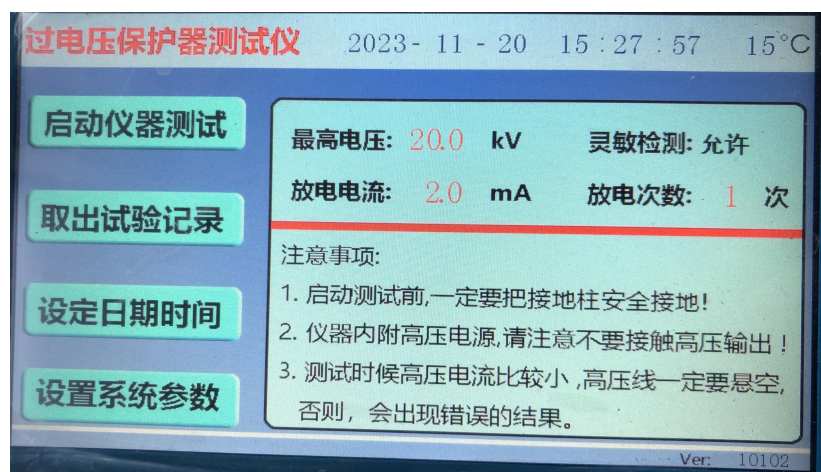 过电压保护器测试仪 2023- 11 - 20 15 : 27 : 57 15°C
启动仪器测试
取出试验记录
设定日期时间
设置系统参数
最高电压: 20.0 kV 灵敏检测: 允许
放电电流: 2.0 mA 放电次数: 1 次
注意事项:
1. 启动测试前,一定要把接地柱安全接地!
2. 仪器内附高压电源,请注意不要接触高压输出!
3. 测试时候高压电流比较小,高压线一定要悬空,
否则，会出现错误的结果。
Ver: 10102